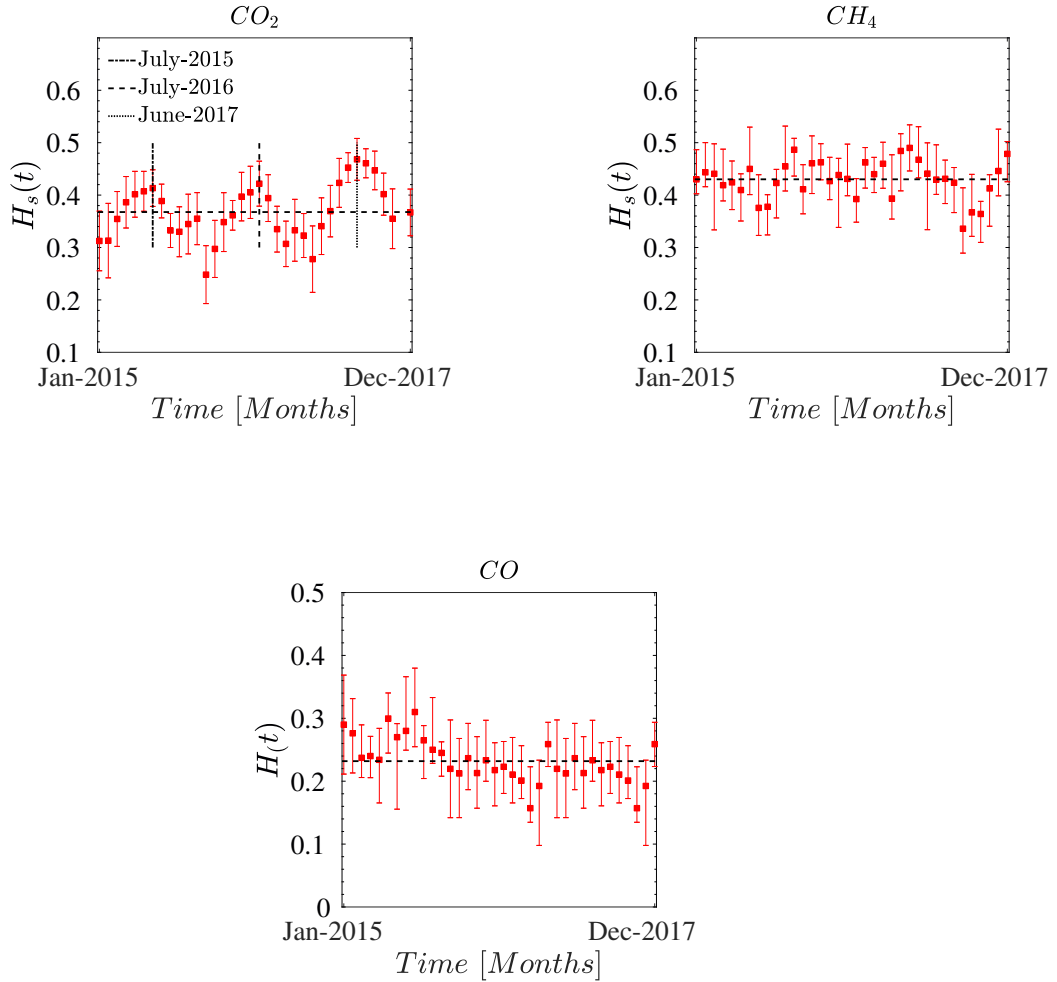 CO₂
July-2015
July-2016
June-2017
0.6
0.5
0.4
0.3
0.2
0.1
Hₛ(t)
Jan-2015 Dec-2017
Time [Months]
CH₄
0.6
0.5
0.4
0.3
0.2
0.1
Hₛ(t)
Jan-2015 Dec-2017
Time [Months]
CO
0.5
0.4
0.3
0.2
0.1
0
H₍t)
Jan-2015 Dec-2017
Time [Months]